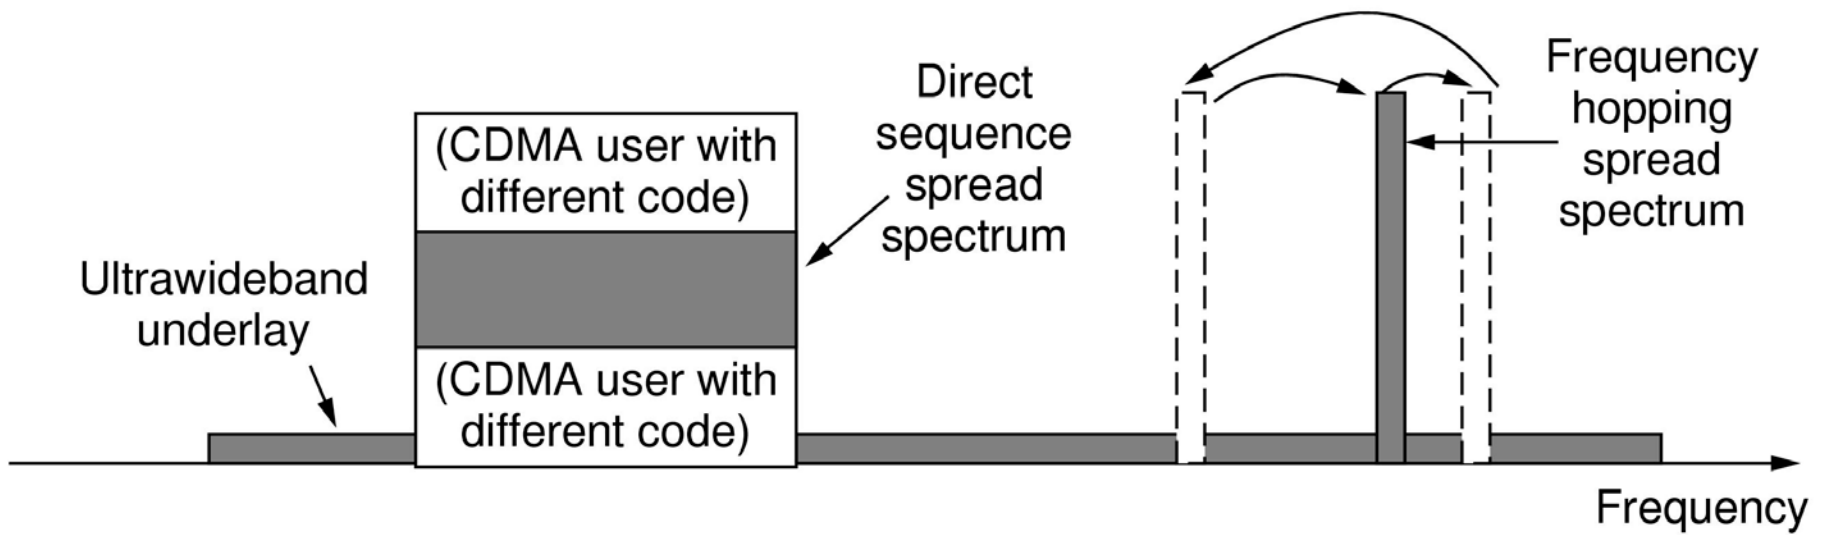 Direct
sequence
spread
spectrum
Frequency
hopping
spread
spectrum
(CDMA user with
different code)
Ultrawideband
underlay
(CDMA user with
different code)
Frequency